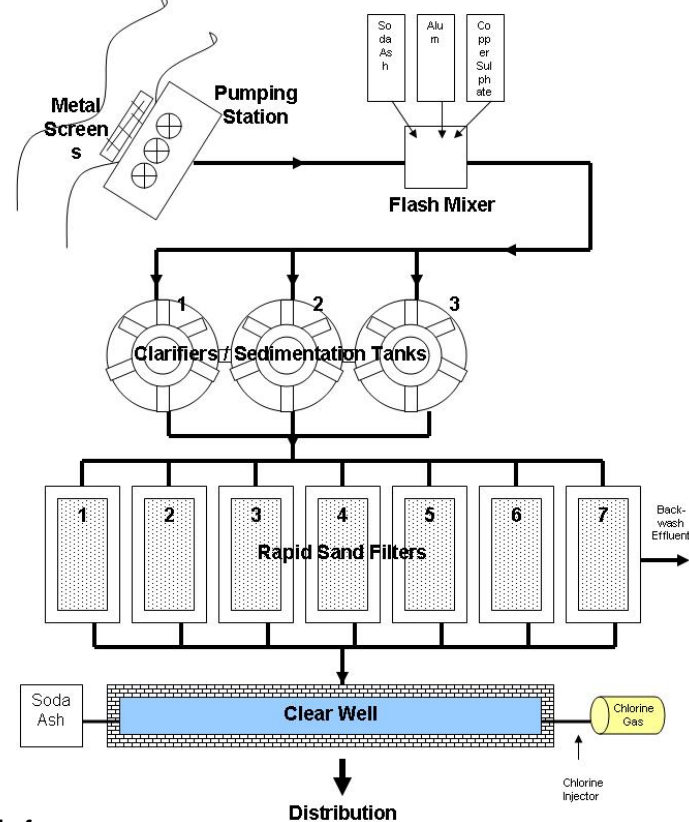 So
da
As
h
Alu
m
Co
pp
er
Sul
ph
ate
Metal
Screen
s
Pumping
Station
Flash Mixer
1
2
3
Clarifiers / Sedimentation Tanks
1
2
3
4
5
6
7
Rapid Sand Filters
Back-
wash
Effluent
Soda
Ash
Clear Well
Chlorine
Gas
Chlorine
Injector
Distribution